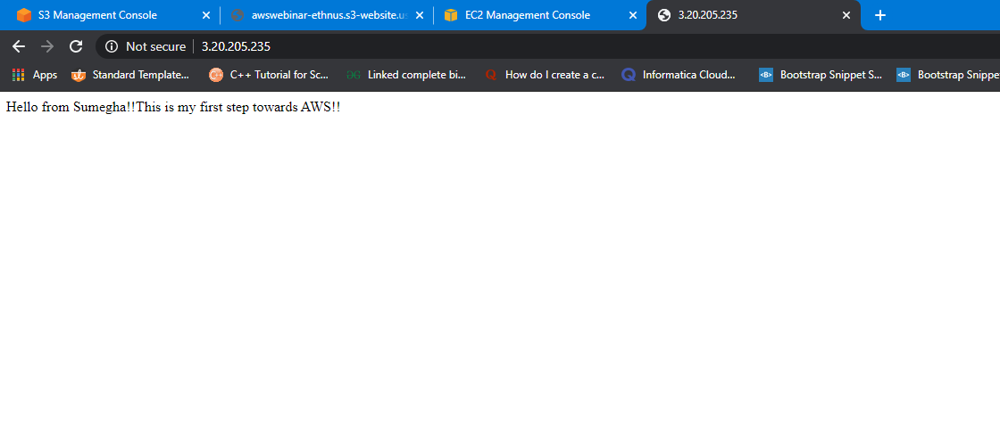 S3 Management Console
awswebinar-ethnus.s3-website.u
EC2 Management Console
3.20.205.235
Not secure
3.20.205.235
Apps
Standard Template...
C++ Tutorial for Sc...
Linked complete bi...
How do I create a c...
Informatica Cloud...
<B>
Bootstrap Snippet S...
<B>
Bootstrap Snippe
Hello from Sumegha!!This is my first step towards AWS!!